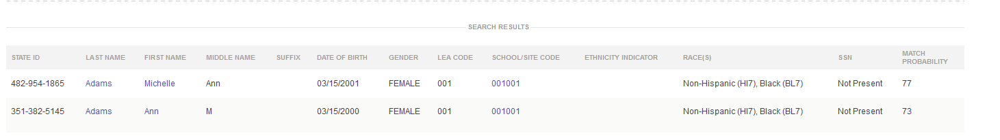 SEARCH RESULTS
STATE ID LAST NAME FIRST NAME MIDDLE NAME SUFFIX DATE OF BIRTH GENDER LEA CODE SCHOOL/SITE CODE ETHNICITY INDICATOR RACE(S) SSN MATCH PROBABILITY
482-954-1865 Adams Michelle Ann 03/15/2001 FEMALE 001 001001 Non-Hispanic (HI7), Black (BL7) Not Present 77
351-382-5145 Adams Ann M 03/15/2000 FEMALE 001 001001 Non-Hispanic (HI7), Black (BL7) Not Present 73